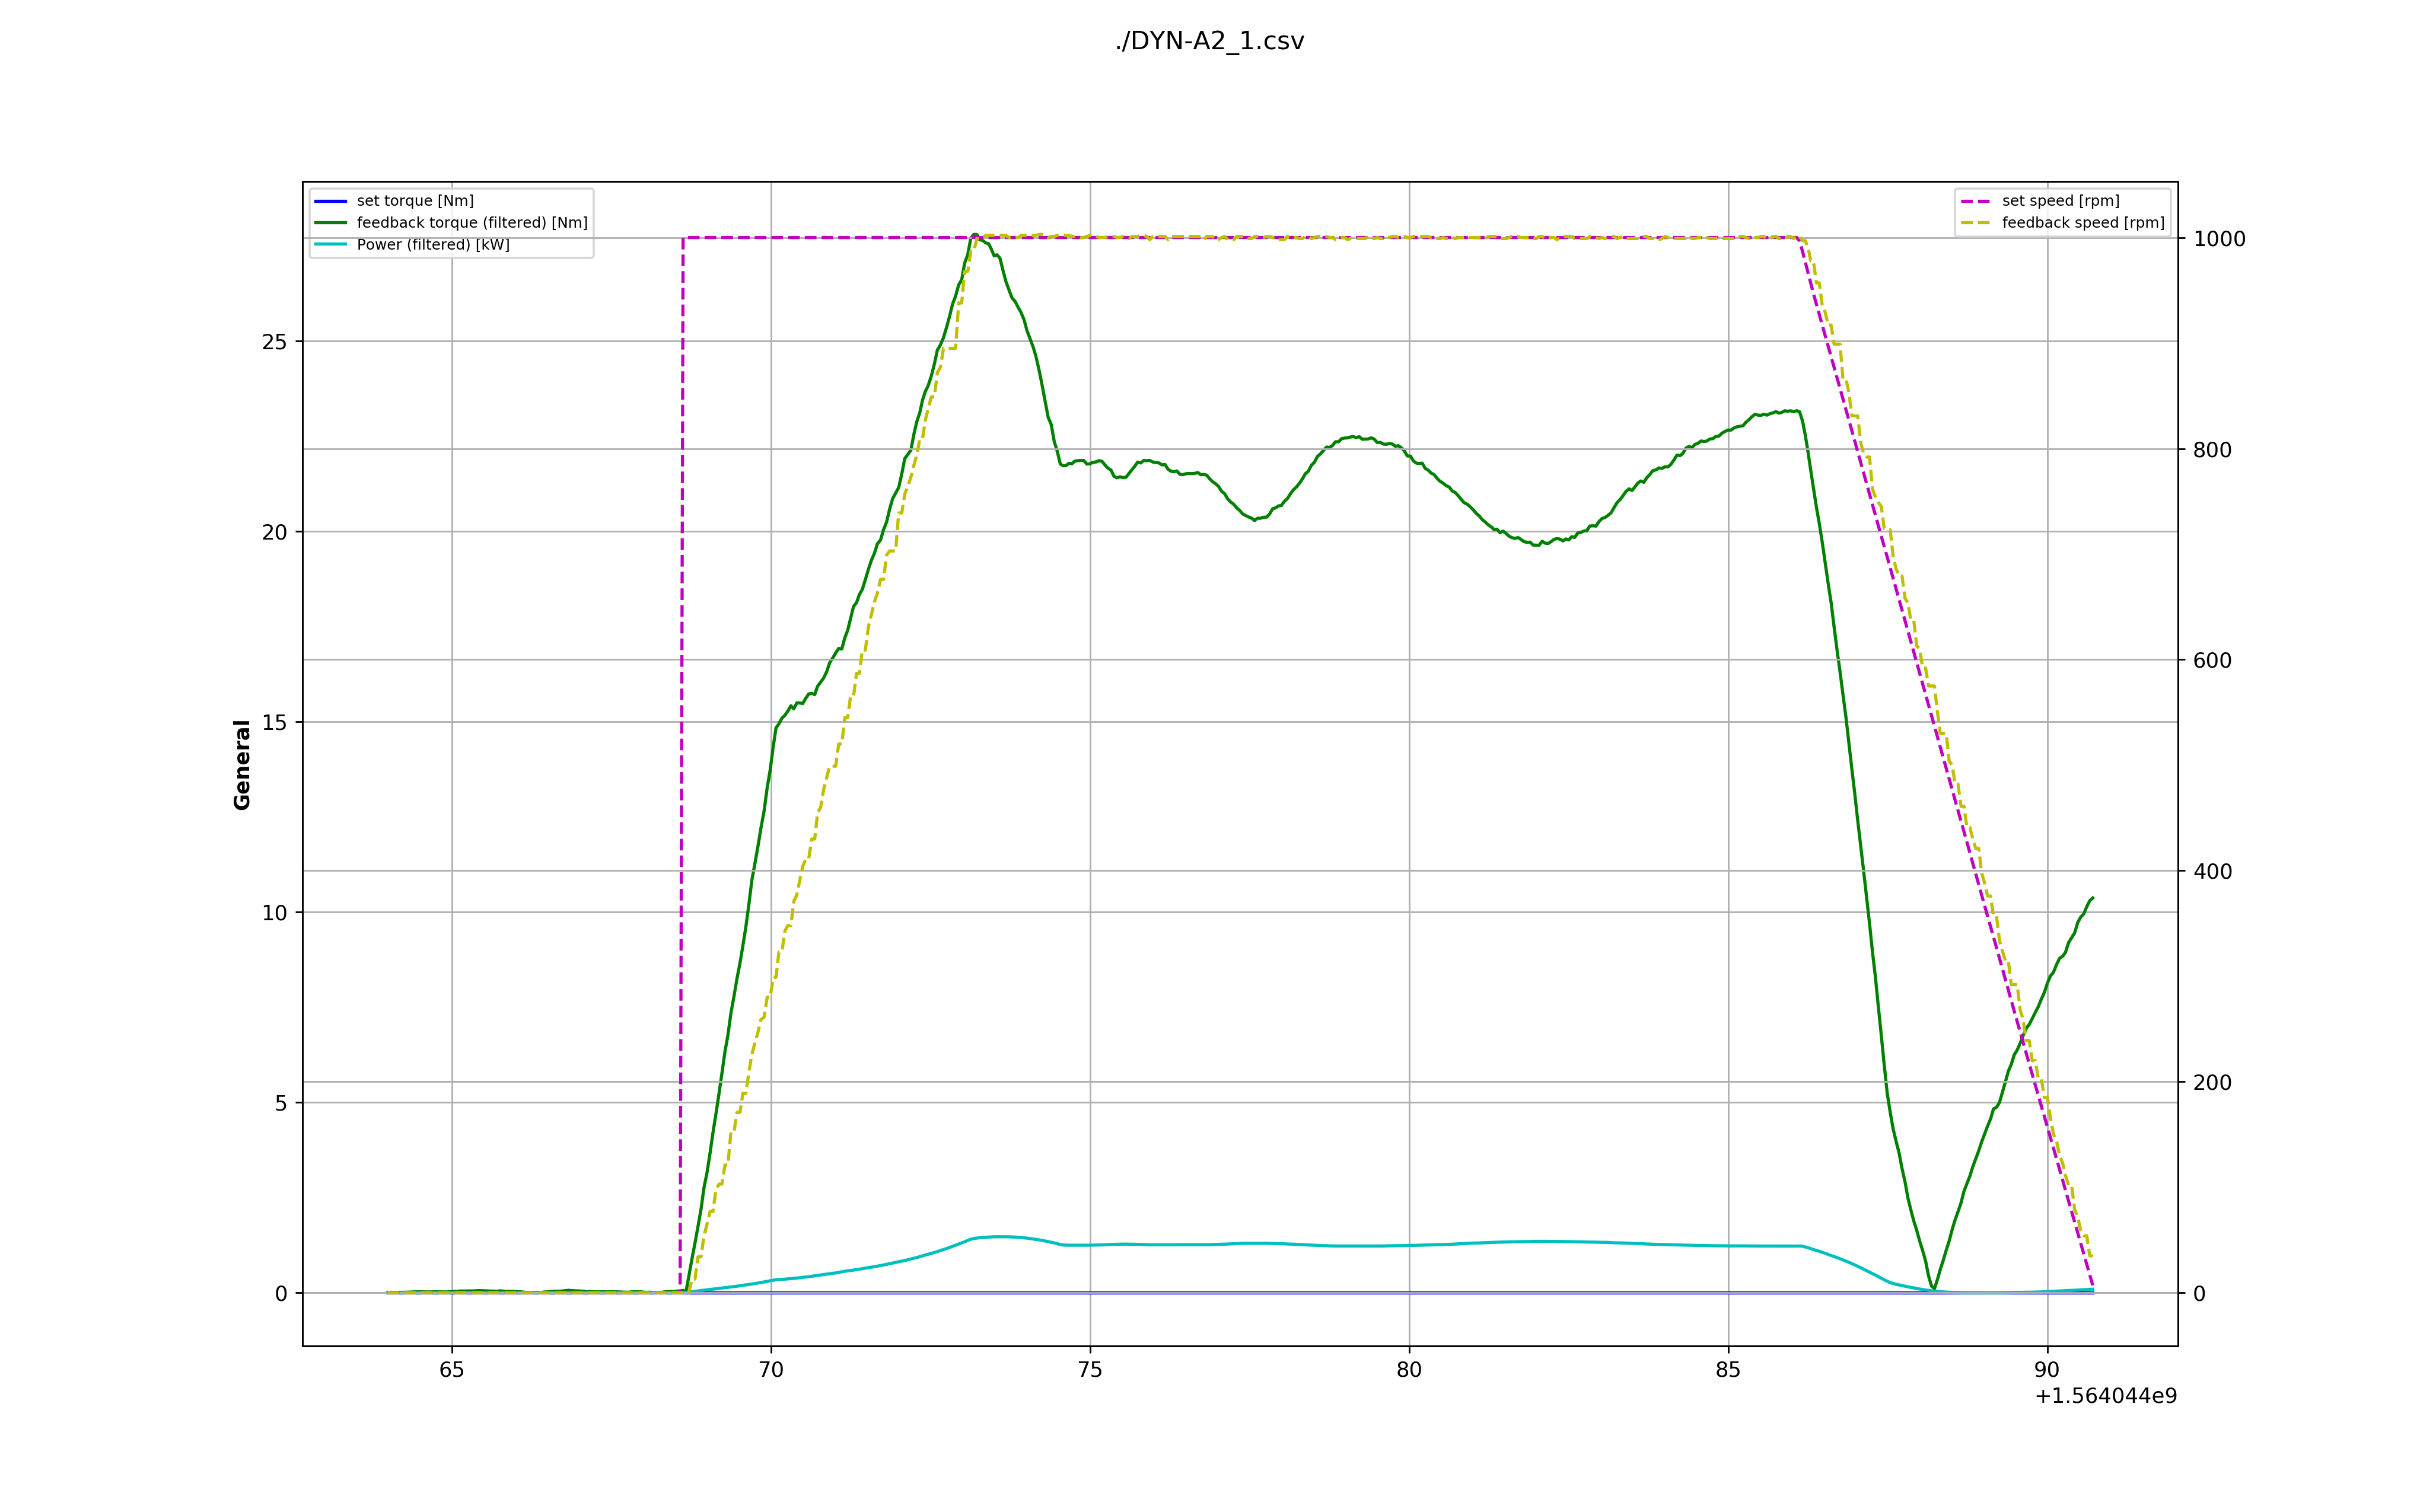 ./DYN-A2_1.csv
set torque [Nm]
feedback torque (filtered) [Nm]
Power (filtered) [kW]
set speed [rpm]
feedback speed [rpm]
General
25
20
15
10
5
0
1000
800
600
400
200
0
65 70 75 80 85 90
+1.564044e9